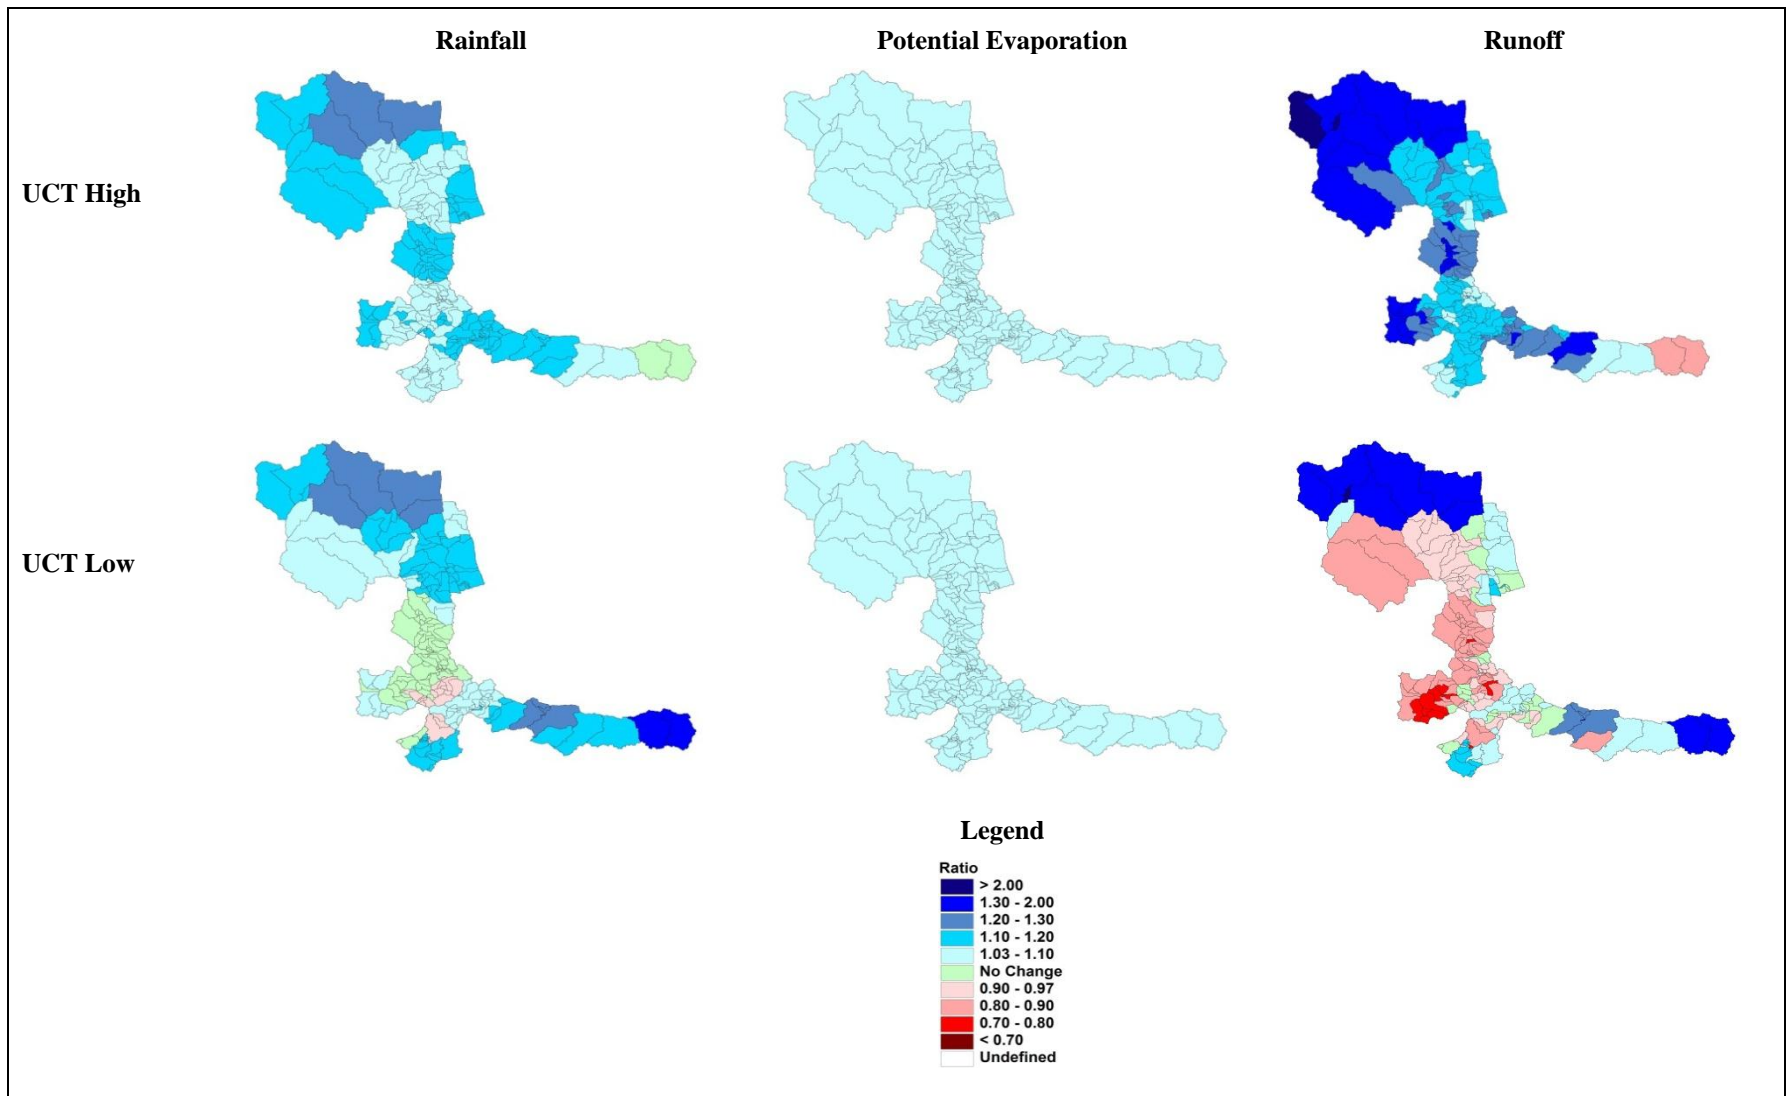 Rainfall Potential Evaporation Runoff
UCT High
UCT Low
Legend
Ratio
> 2.00
1.30 - 2.00
1.20 - 1.30
1.10 - 1.20
1.03 - 1.10
No Change
0.90 - 0.97
0.80 - 0.90
0.70 - 0.80
< 0.70
Undefined